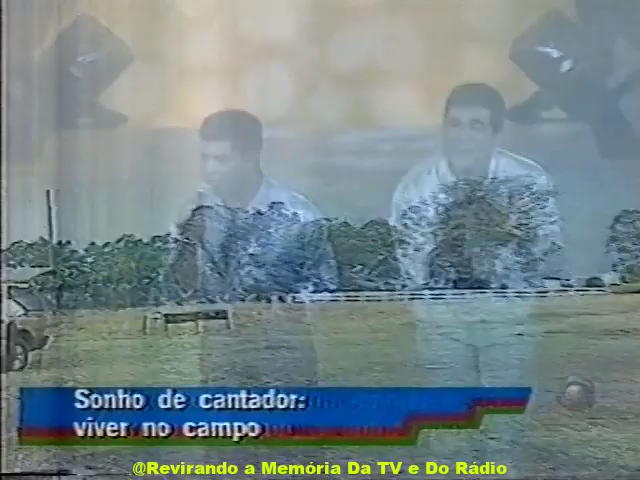 Sonho de cantador:
viver no campo
@Revirando a Memória Da TV e Do Rádio